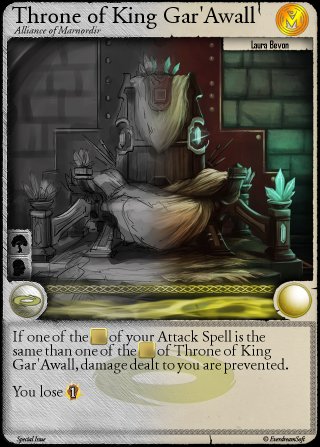 Throne of King Gar'Awall
Alliance of Marnordir
M
Laura Bevon
If one of the of your Attack Spell is the
same than one of the of Throne of King
Gar'Awall, damage dealt to you are prevented.
You lose 1
Special Issue
© EverdreamSoft